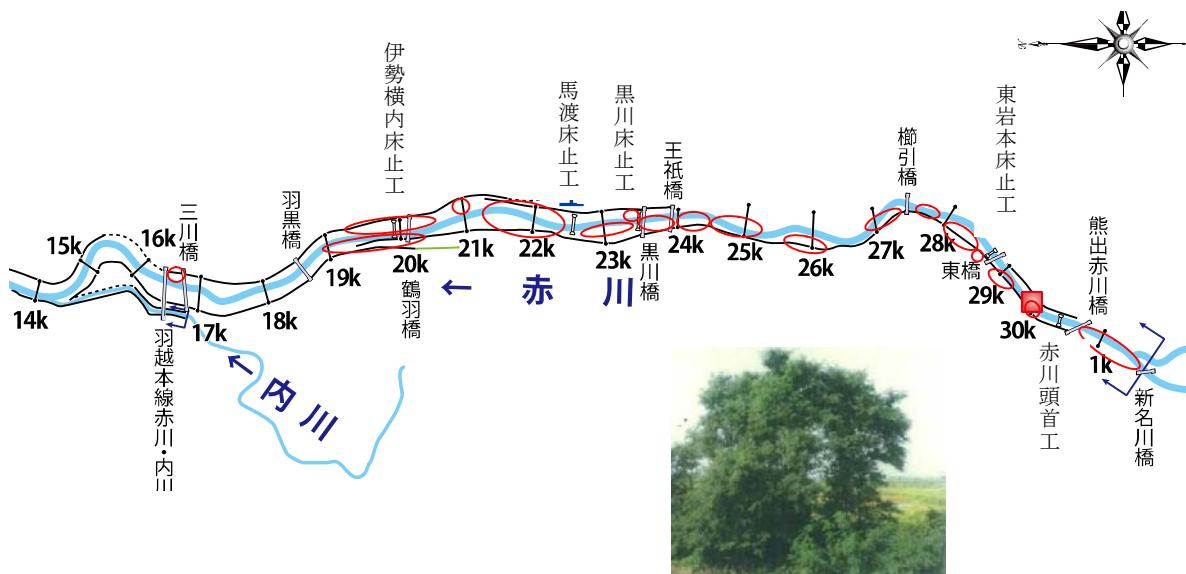 伊勢横内床止工
馬渡床止工
黒川床止工
王祇橋
櫛引橋
東岩本床止工
熊出赤川橋
羽黒橋
三川橋
15k
16k
14k
17k
18k
19k
20k
21k
22k
23k
24k
25k
26k
27k
28k
29k
30k
1k
鶴羽橋
黒川橋
東橋
← 赤川
羽越本線赤川・内川
← 内川
赤川頭首工
新名川橋
N